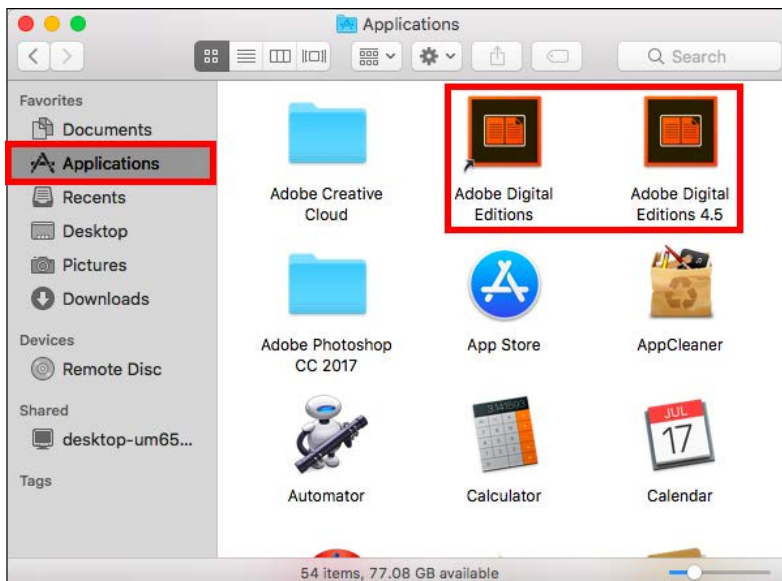 Applications
Search
Favorites
Documents
Applications
Recents
Desktop
Pictures
Downloads
Devices
Remote Disc
Shared
desktop-um65...
Tags
Adobe Creative
Cloud
Adobe Digital
Editions
Adobe Digital
Editions 4.5
Adobe Photoshop
CC 2017
App Store
AppCleaner
Automator
3.141593
Calculator
JUL
17
Calendar
54 items, 77.08 GB available